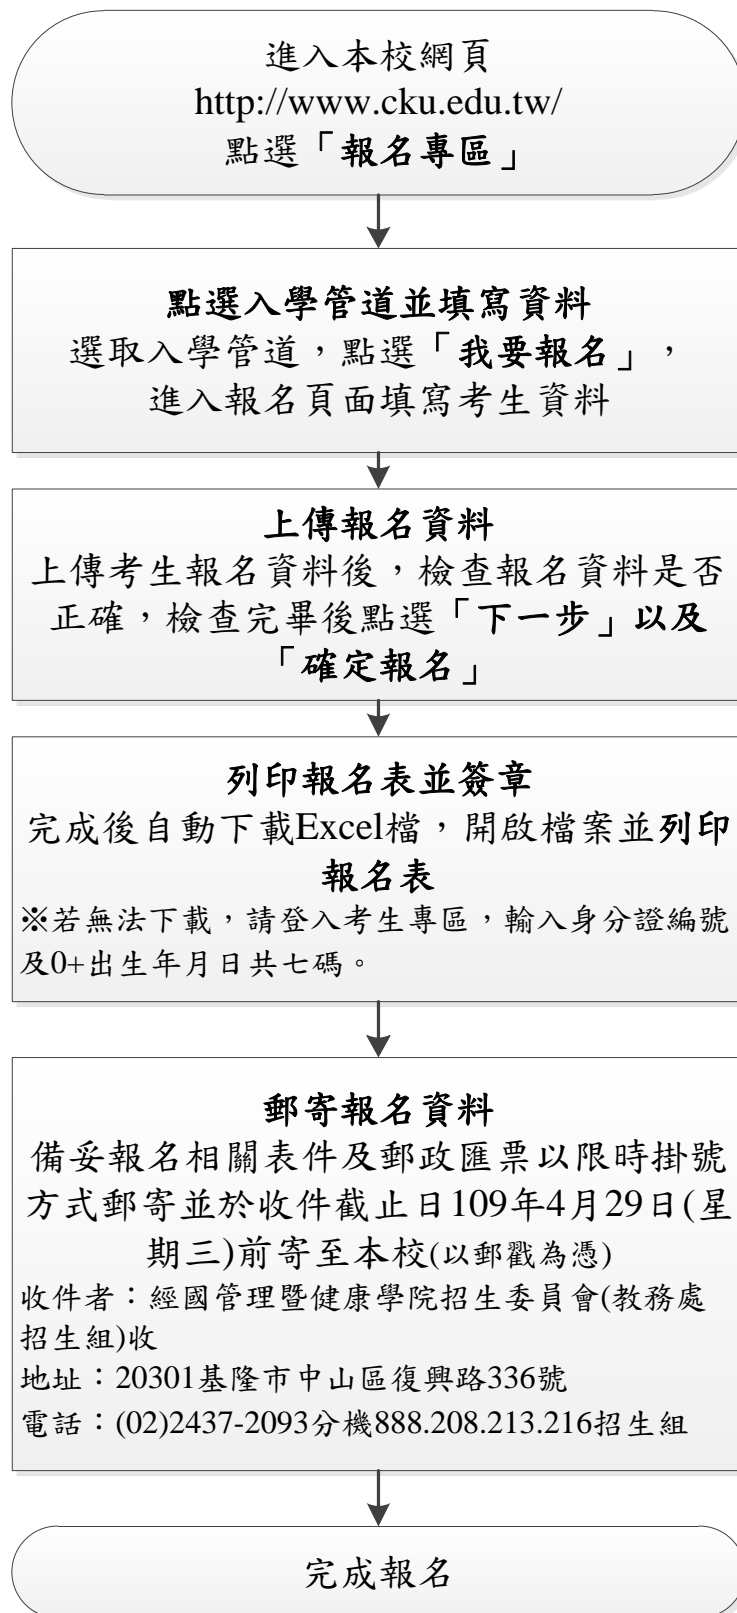 進入本校網頁
http://www.cku.edu.tw/
點選「報名專區」
點選入學管道並填寫資料
選取入學管道，點選「我要報名」，
進入報名頁面填寫考生資料
上傳報名資料
上傳考生報名資料後，檢查報名資料是否
正確，檢查完畢後點選「下一步」以及
「確定報名」
列印報名表並簽章
完成後自動下載Excel檔，開啟檔案並列印
報名表
※若無法下載，請登入考生專區，輸入身分證編號
及0+出生年月日共七碼。
郵寄報名資料
備妥報名相關表件及郵政匯票以限時掛號
方式郵寄並於收件截止日109年4月29日(星
期三)前寄至本校(以郵戳為憑)
收件者：經國管理暨健康學院招生委員會(教務處
招生組)收
地址：20301基隆市中山區復興路336號
電話：(02)2437-2093分機888.208.213.216招生組
完成報名